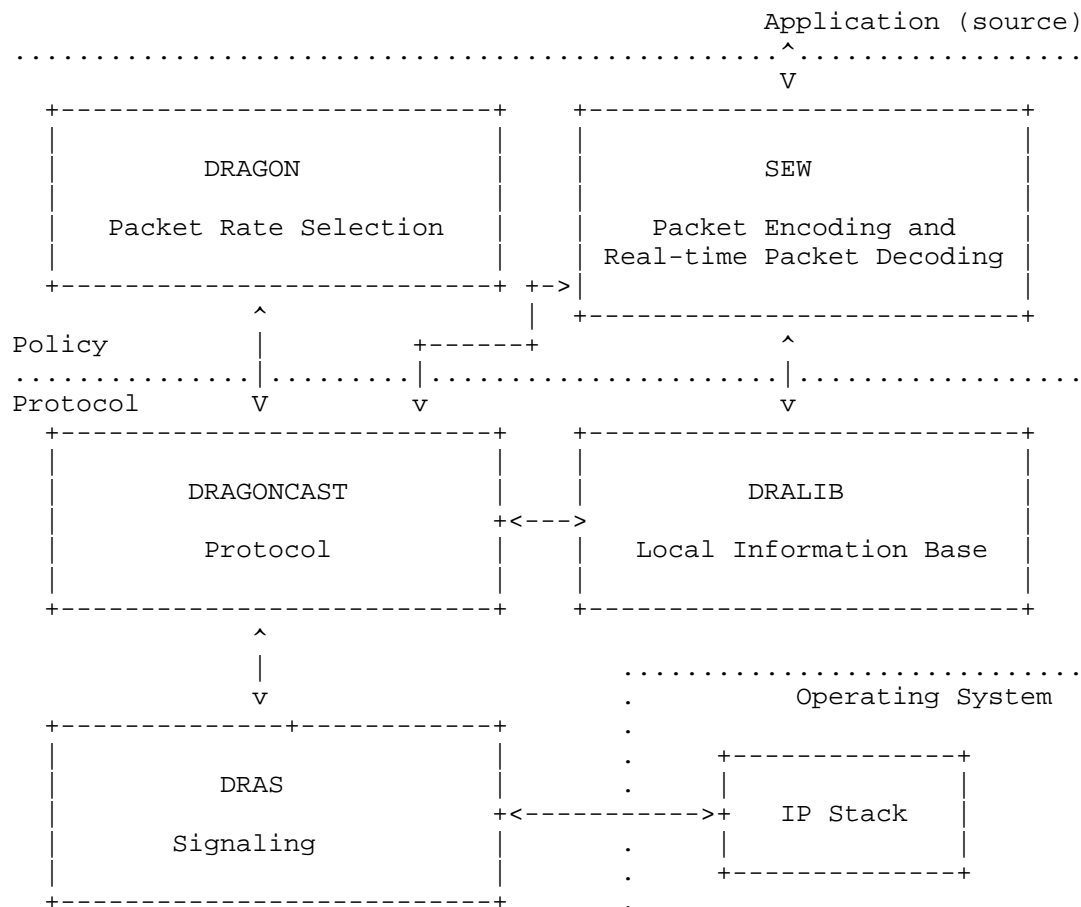 Application (source)
DRAGON
SEW
Packet Rate Selection
Packet Encoding and
Real-time Packet Decoding
Policy
Protocol
DRAGONCAST
DRALIB
Protocol
Local Information Base
Operating System
DRAS
IP Stack
Signaling